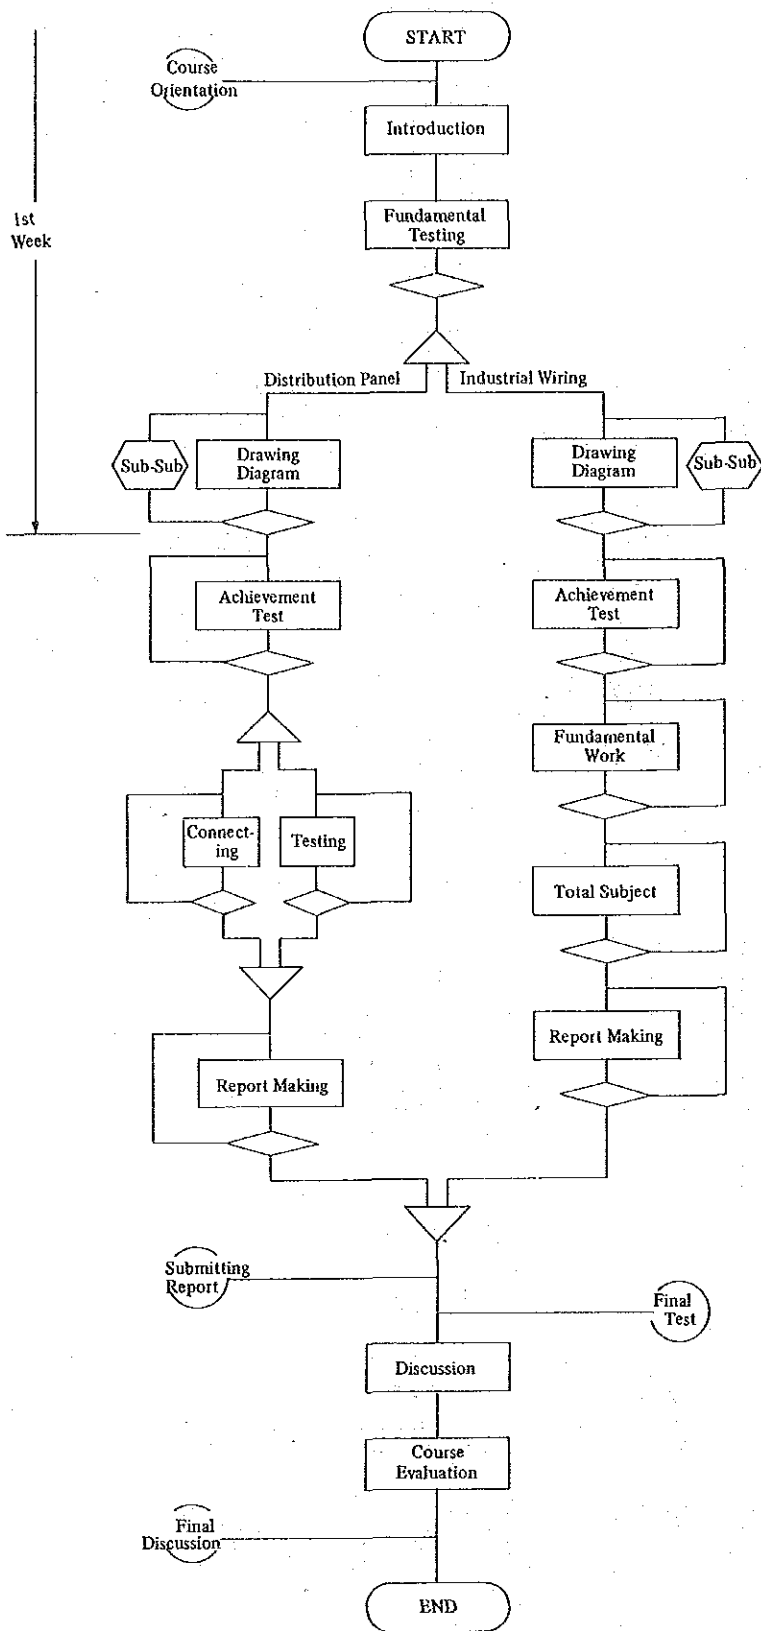 START
Course
Orientation
Introduction
1st
Week
Fundamental
Testing
Distribution Panel
Industrial Wiring
Sub-Sub
Drawing
Diagram
Drawing
Diagram
Sub-Sub
Achievement
Test
Achievement
Test
Fundamental
Work
Connect-
ing
Testing
Total Subject
Report Making
Report Making
Submitting
Report
Final
Test
Discussion
Course
Evaluation
Final
Discussion
END